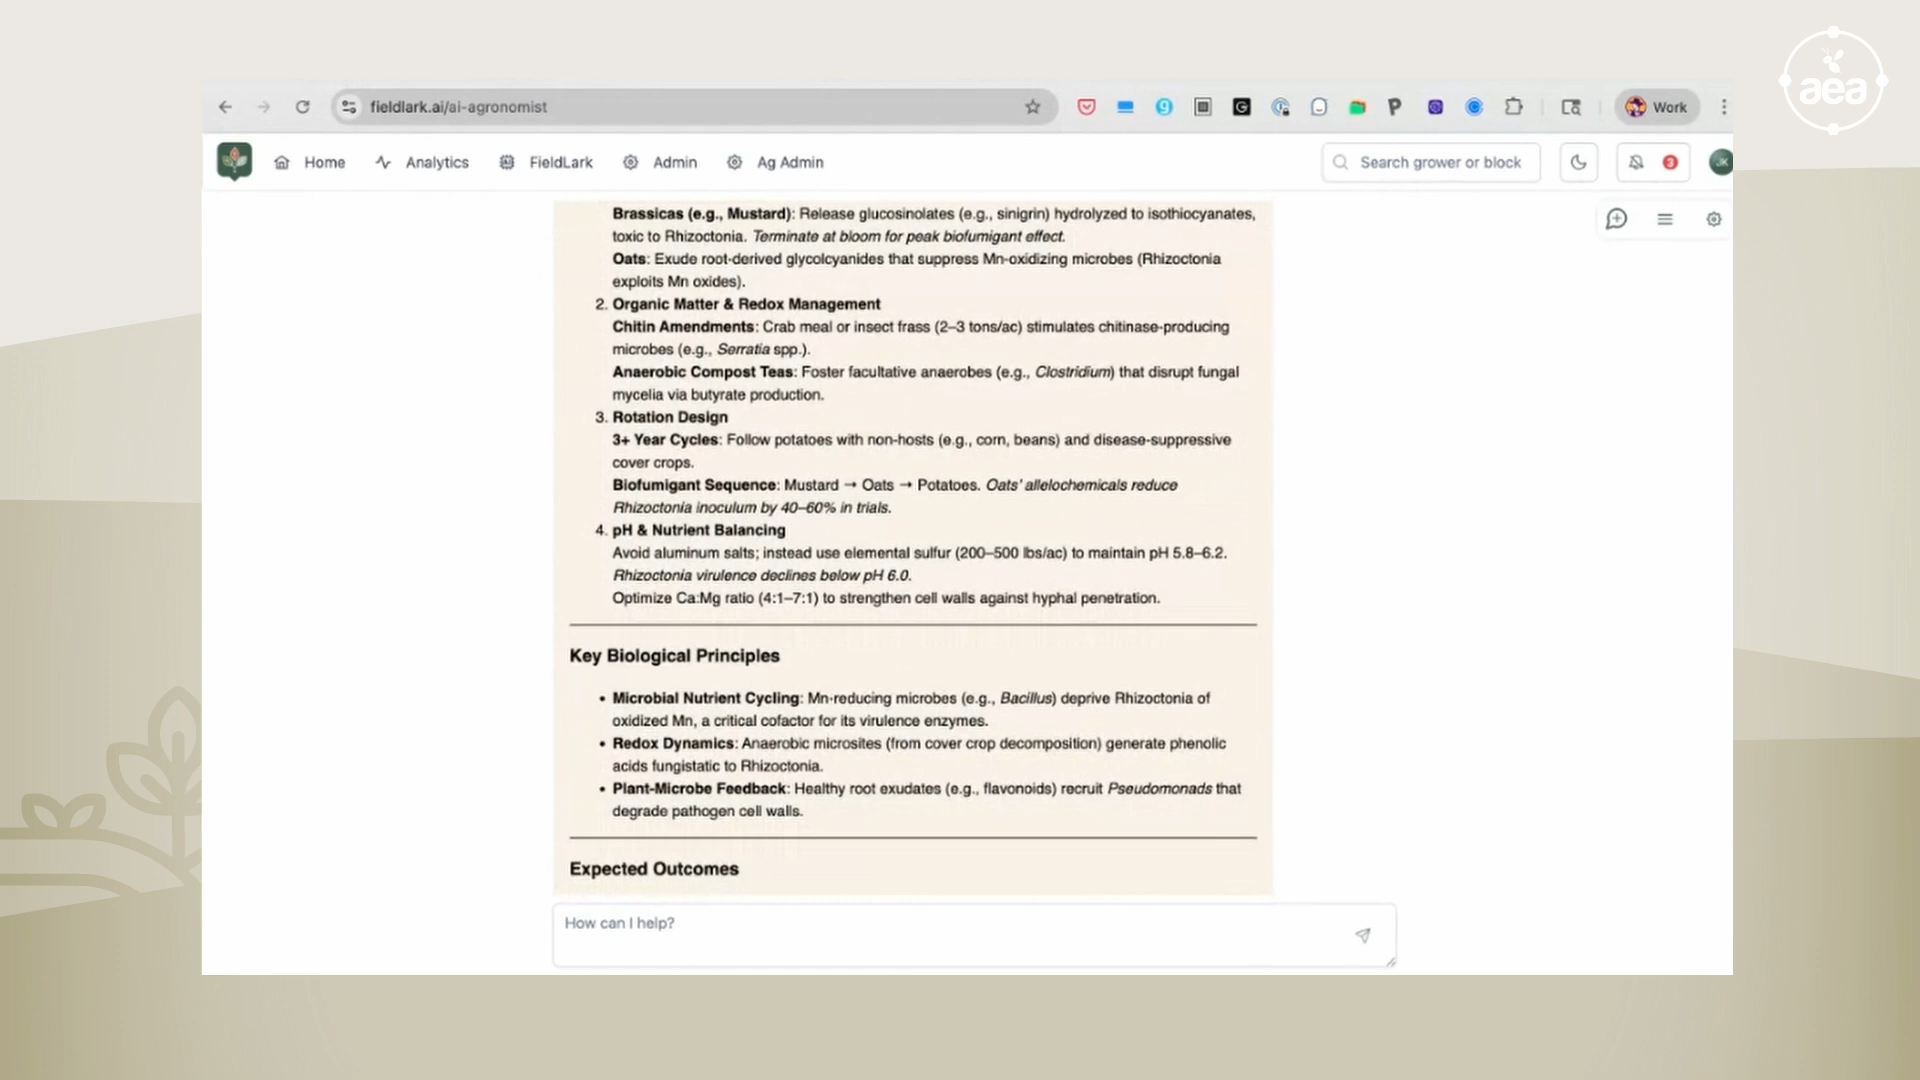 aea
fieldlark.ai/ai-agronomist
Work
Home
Analytics
FieldLark
Admin
Ag Admin
Search grower or block
3
JK
Brassicas (e.g., Mustard): Release glucosinolates (e.g., sinigrin) hydrolyzed to isothiocyanates,
toxic to Rhizoctonia. Terminate at bloom for peak biofumigant effect.
Oats: Exude root-derived glycolcyanides that suppress Mn-oxidizing microbes (Rhizoctonia
exploits Mn oxides).
2. Organic Matter & Redox Management
Chitin Amendments: Crab meal or insect frass (2–3 tons/ac) stimulates chitinase-producing
microbes (e.g., Serratia spp.).
Anaerobic Compost Teas: Foster facultative anaerobes (e.g., Clostridium) that disrupt fungal
mycelia via butyrate production.
3. Rotation Design
3+ Year Cycles: Follow potatoes with non-hosts (e.g., corn, beans) and disease-suppressive
cover crops.
Biofumigant Sequence: Mustard → Oats → Potatoes. Oats' allelochemicals reduce
Rhizoctonia inoculum by 40–60% in trials.
4. pH & Nutrient Balancing
Avoid aluminum salts; instead use elemental sulfur (200–500 lbs/ac) to maintain pH 5.8–6.2.
Rhizoctonia virulence declines below pH 6.0.
Optimize Ca:Mg ratio (4:1–7:1) to strengthen cell walls against hyphal penetration.
Key Biological Principles
• Microbial Nutrient Cycling: Mn-reducing microbes (e.g., Bacillus) deprive Rhizoctonia of
oxidized Mn, a critical cofactor for its virulence enzymes.
• Redox Dynamics: Anaerobic microsites (from cover crop decomposition) generate phenolic
acids fungistatic to Rhizoctonia.
• Plant-Microbe Feedback: Healthy root exudates (e.g., flavonoids) recruit Pseudomonads that
degrade pathogen cell walls.
Expected Outcomes
How can I help?